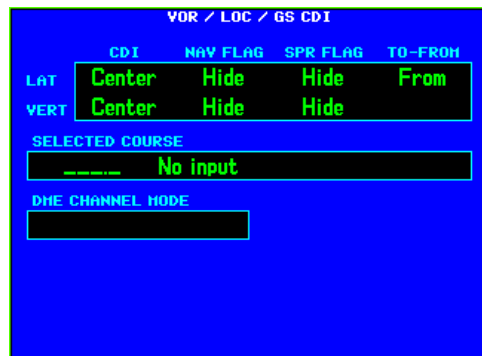 VOR / LOC / GS CDI
CDI NAV FLAG SPR FLAG TO-FROM
LAT Center Hide Hide From
VERT Center Hide Hide
SELECTED COURSE
___._ No input
DME CHANNEL MODE